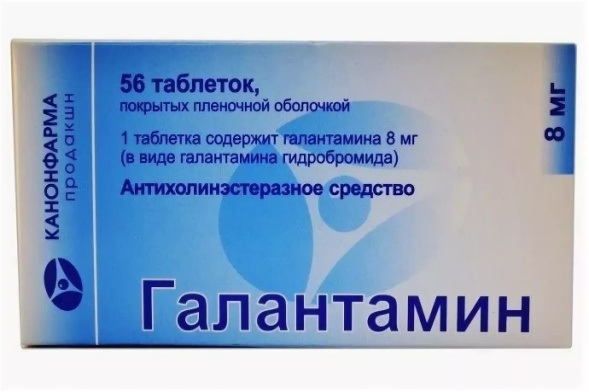 56 таблеток,
покрытых пленочной оболочкой
1 таблетка содержит галантамина 8 мг
(в виде галантамина гидробромида)
Антихолинэстеразное средство
Галантамин
8 мг
КАНОНФАРМА
продакшн